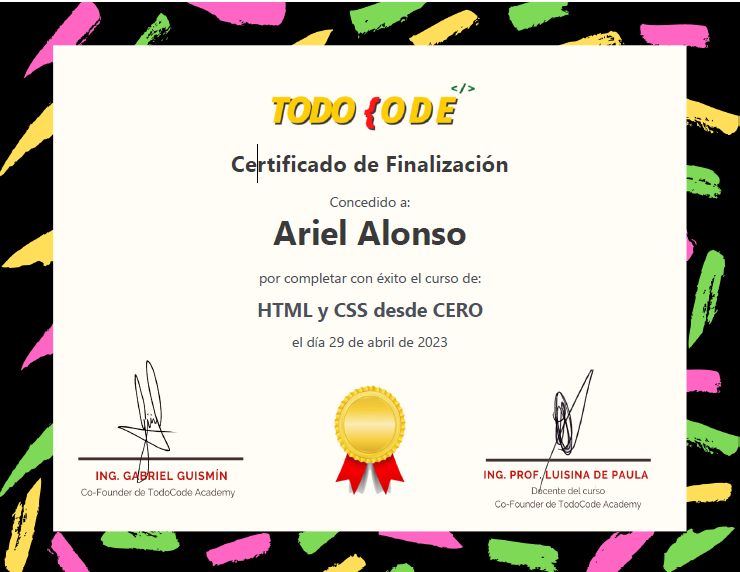 </>
TODO {ODE
Certificado de Finalización
Concedido a:
Ariel Alonso
por completar con éxito el curso de:
HTML y CSS desde CERO
el día 29 de abril de 2023
ING. GABRIEL GUISMÍN
Co-Founder de TodoCode Academy
ING. PROF. LUISINA DE PAULA
Docente del curso
Co-Founder de TodoCode Academy